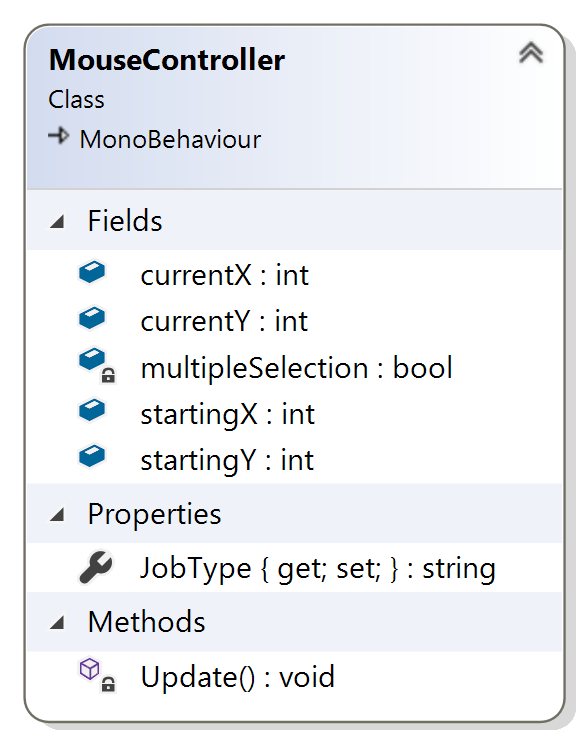 MouseController
Class
MonoBehaviour
Fields
currentX : int
currentY : int
multipleSelection : bool
startingX : int
startingY : int
Properties
JobType { get; set; } : string
Methods
Update() : void